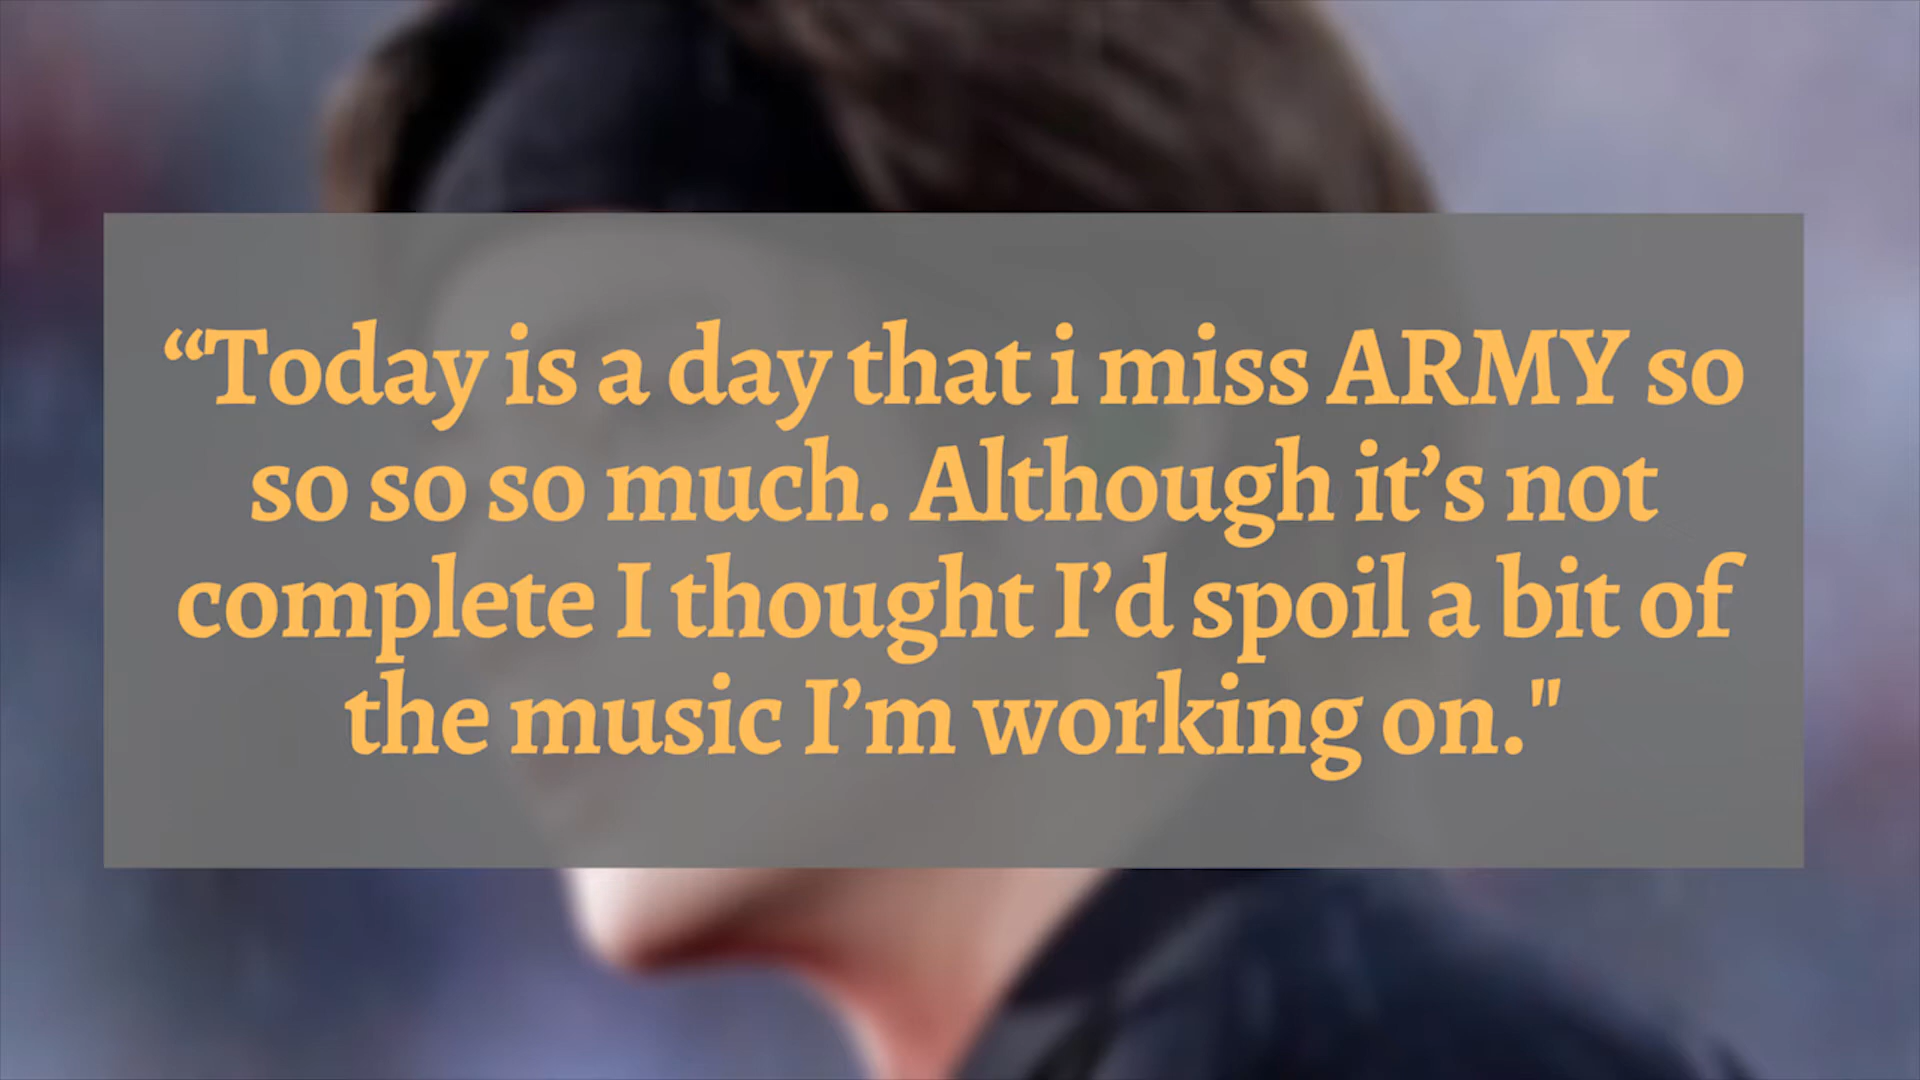 “Today is a day that i miss ARMY so
so so so much. Although it’s not
complete I thought I’d spoil a bit of
the music I’m working on."